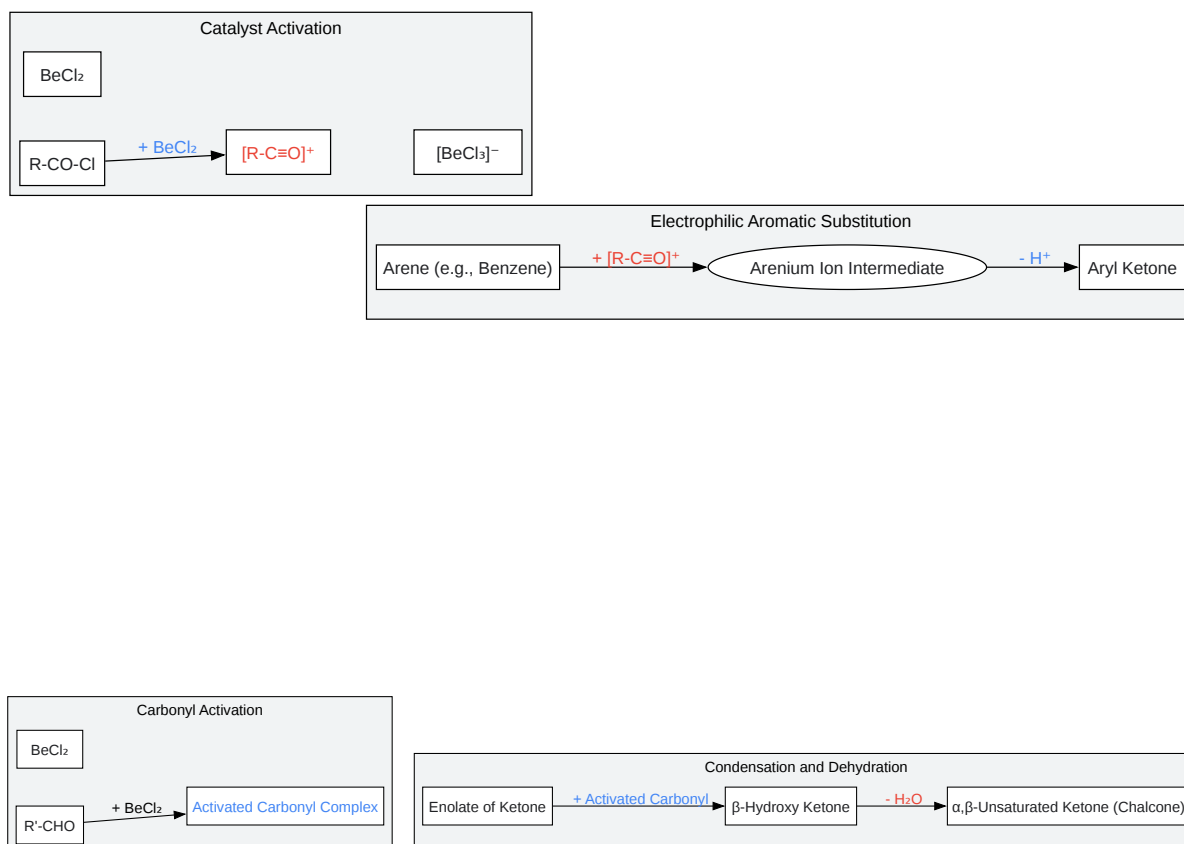 Catalyst Activation
BeCl₂
R-CO-Cl
+ BeCl₂
[R-C≡O]⁺
[BeCl₃]⁻
Electrophilic Aromatic Substitution
Arene (e.g., Benzene)
+ [R-C≡O]⁺
Arenium Ion Intermediate
- H⁺
Aryl Ketone
Carbonyl Activation
BeCl₂
R'-CHO
+ BeCl₂
Activated Carbonyl Complex
Condensation and Dehydration
Enolate of Ketone
+ Activated Carbonyl
β-Hydroxy Ketone
- H₂O
α,β-Unsaturated Ketone (Chalcone)